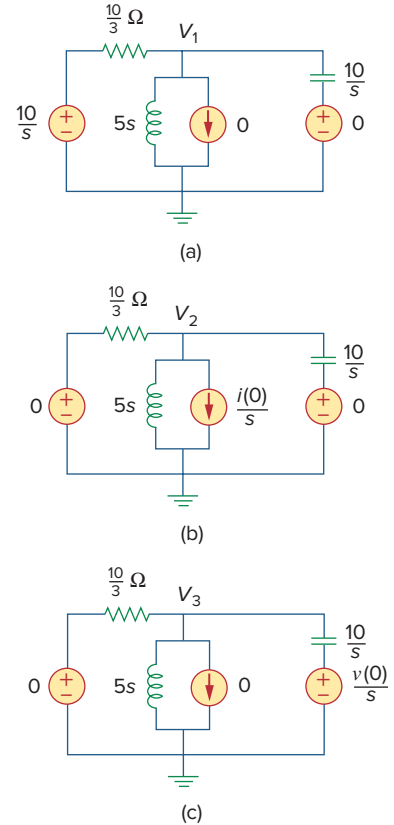 10/3 Ω
V1
10/s
+
−
5s
0
10/s
+
−
0
(a)
10/3 Ω
V2
0
+
−
5s
i(0)/s
10/s
+
−
0
(b)
10/3 Ω
V3
0
+
−
5s
0
10/s
+
−
v(0)/s
(c)